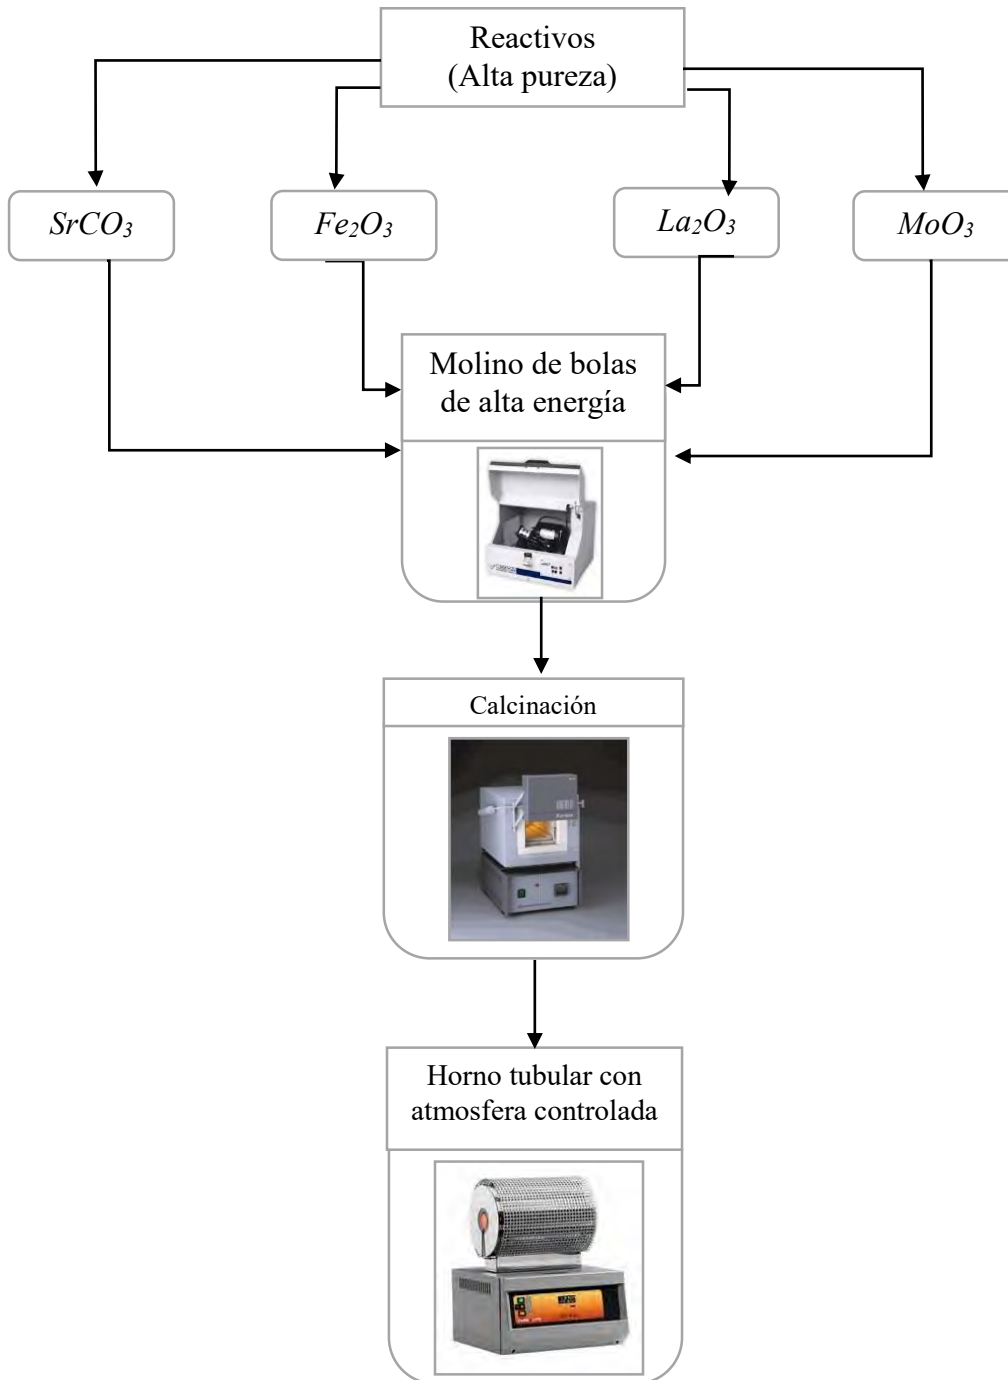 Reactivos
(Alta pureza)
SrCO₃
Fe₂O₃
La₂O₃
MoO₃
Molino de bolas
de alta energía
Calcinación
Horno tubular con
atmosfera controlada